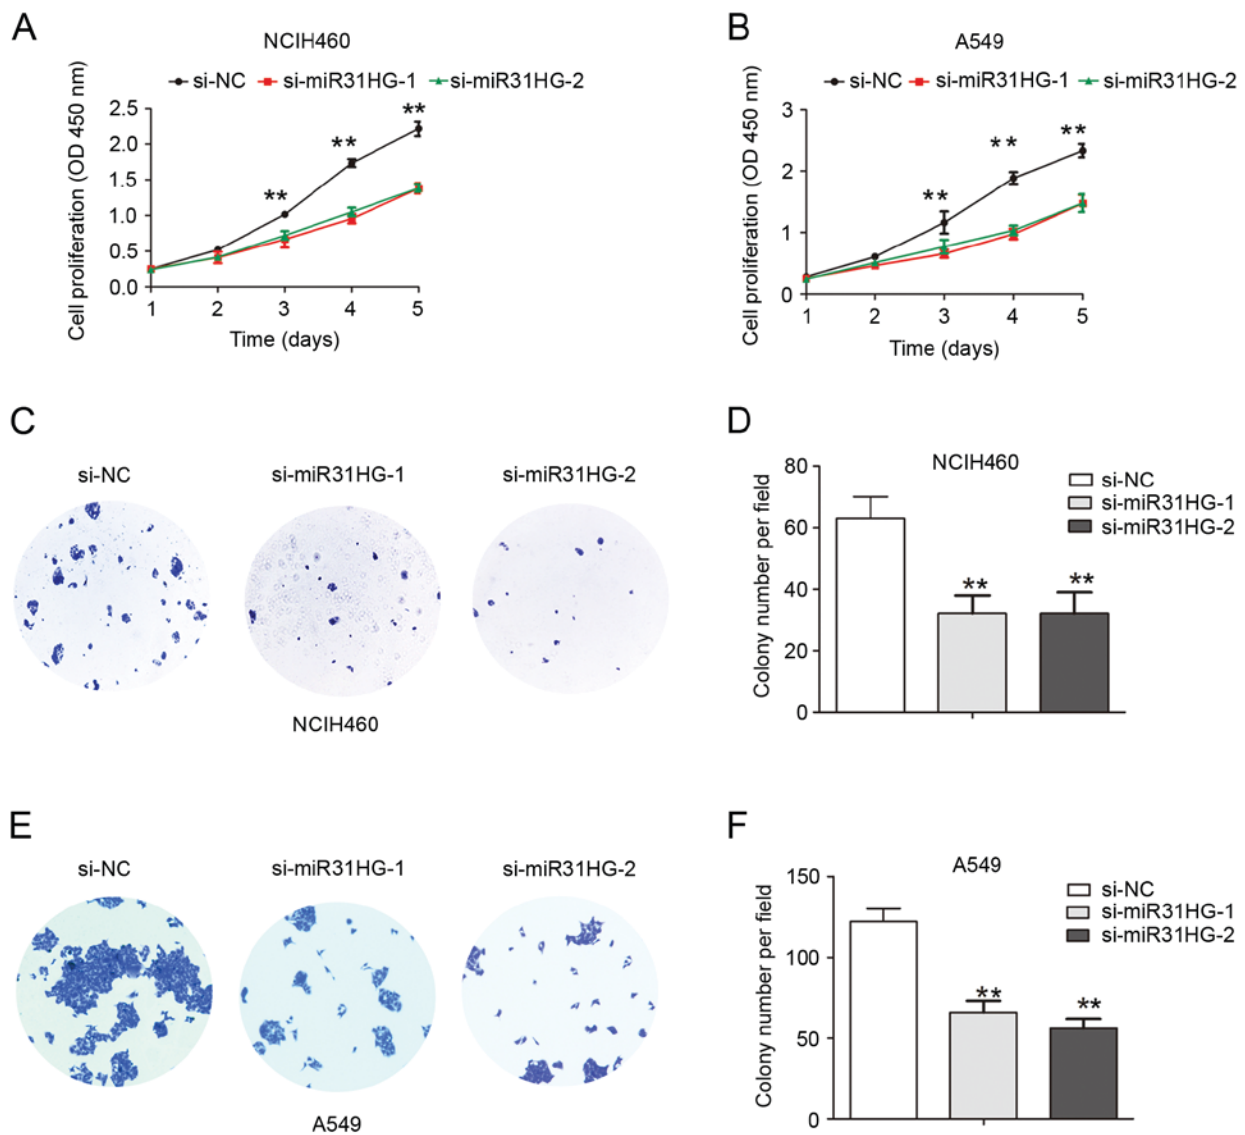 A
NCIH460
si-NC si-miR31HG-1 si-miR31HG-2
Cell proliferation (OD 450 nm)
2.5
2.0
1.5
1.0
0.5
0.0
** ** **
1 2 3 4 5
Time (days)
B
A549
si-NC si-miR31HG-1 si-miR31HG-2
Cell proliferation (OD 450 nm)
3
2
1
0
** ** **
1 2 3 4 5
Time (days)
C
si-NC si-miR31HG-1 si-miR31HG-2
NCIH460
D
NCIH460
si-NC
si-miR31HG-1
si-miR31HG-2
Colony number per field
80
60
40
20
0
** **
E
si-NC si-miR31HG-1 si-miR31HG-2
A549
F
A549
si-NC
si-miR31HG-1
si-miR31HG-2
Colony number per field
150
100
50
0
** **